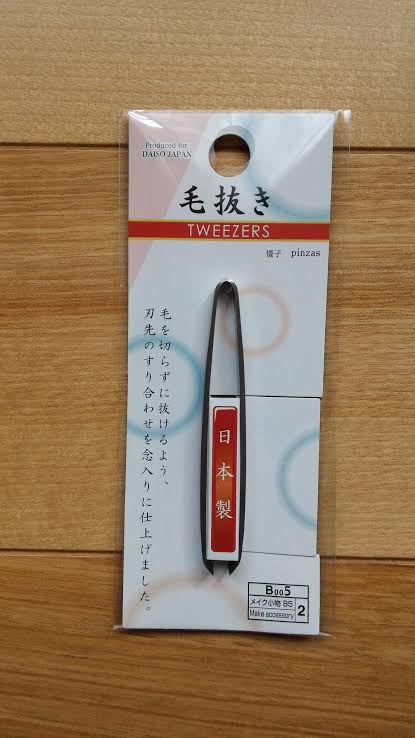 Produced for
DAISO JAPAN
毛抜き
TWEEZERS
镊子 pinzas
毛を切らずに抜けるよう、
刃先のすり合わせを念入りに仕上げました。
日本製
B005
メイク小物 B5
Make accessory
2